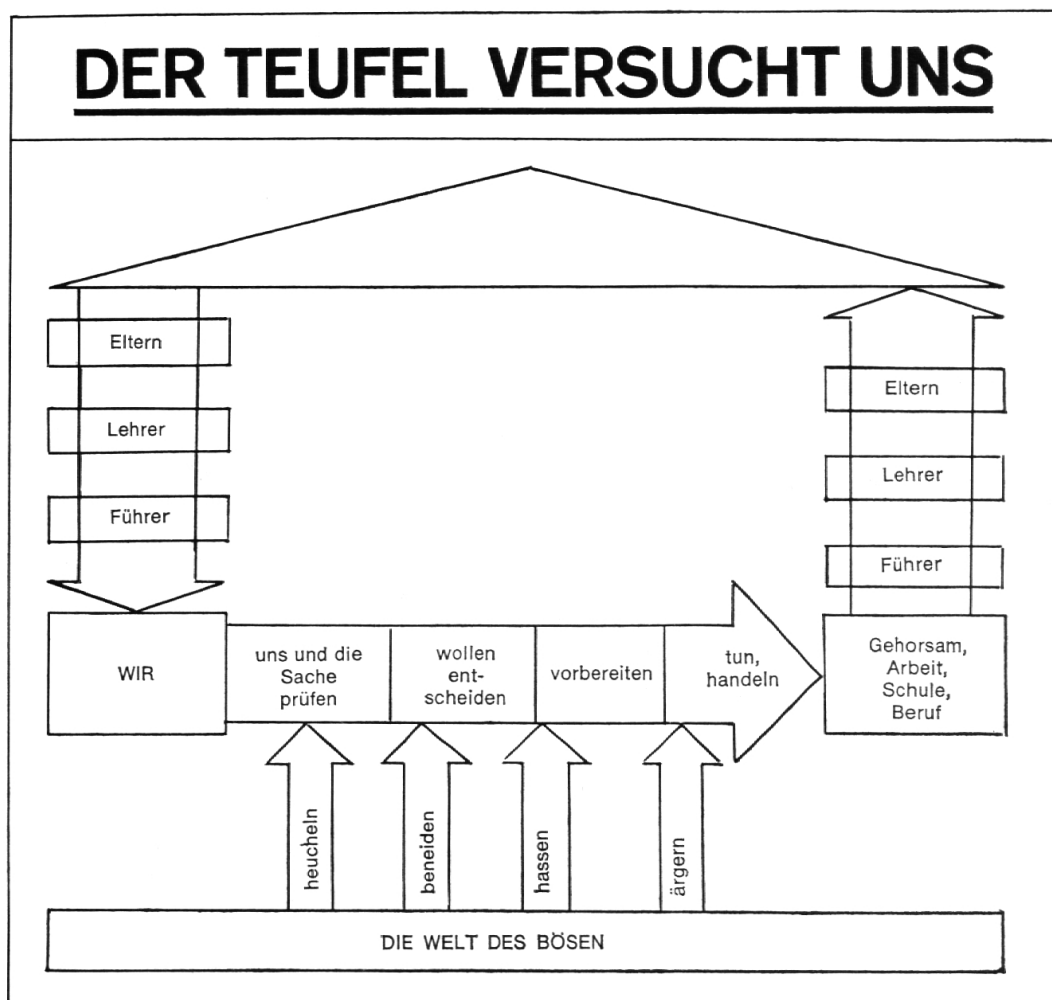 DER TEUFEL VERSUCHT UNS
Eltern
Lehrer
Führer
WIR
uns und die
Sache
prüfen
wollen
ent-
scheiden
vorbereiten
tun,
handeln
Gehorsam,
Arbeit,
Schule,
Beruf
Eltern
Lehrer
Führer
heucheln
beneiden
hassen
ärgern
DIE WELT DES BÖSEN